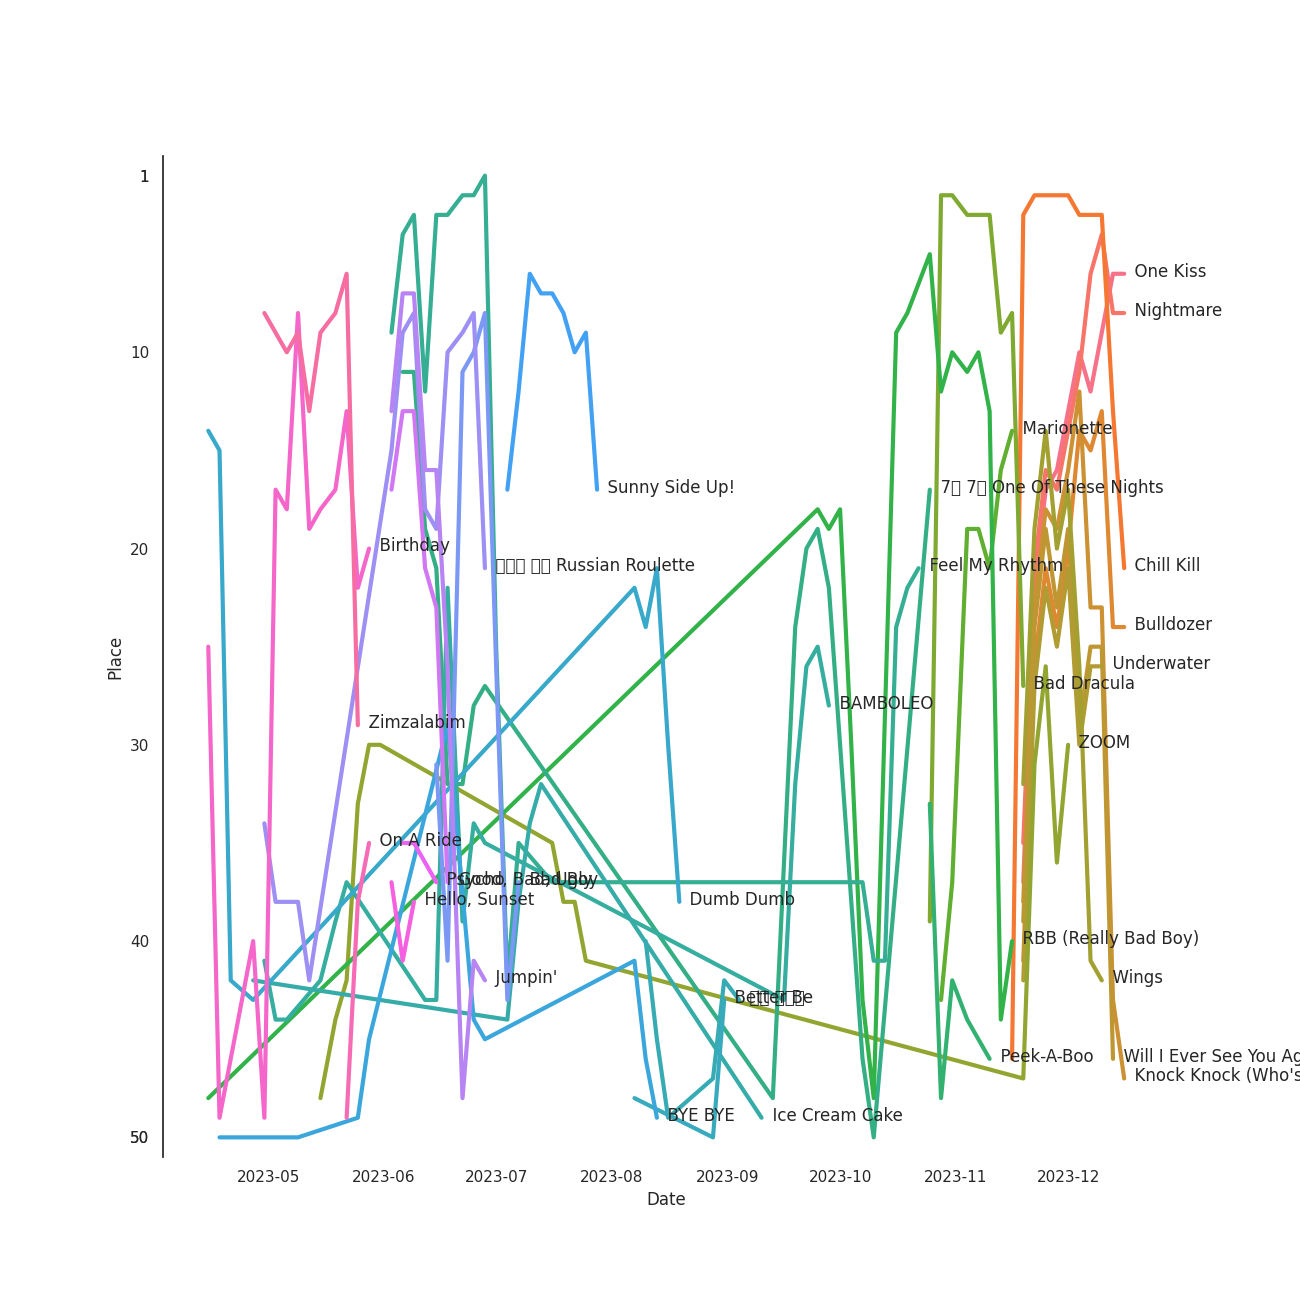 1
One Kiss
Nightmare
10
Marionette
Sunny Side Up!
7 7 One Of These Nights
Birthday
20
Russian Roulette
Feel My Rhythm
Chill Kill
Bulldozer
Underwater
Bad Dracula
BAMBOLEO
Zimzalabim
30
ZOOM
Place
On A Ride
Psycho
Good, Bad, Ugly
Bad Boy
Hello, Sunset
Dumb Dumb
40
RBB (Really Bad Boy)
Jumpin'
Wings
Better Be
Peek-A-Boo
Will I Ever See You Ag
Knock Knock (Who's
BYE BYE
Ice Cream Cake
50
2023-05 2023-06 2023-07 2023-08 2023-09 2023-10 2023-11 2023-12
Date